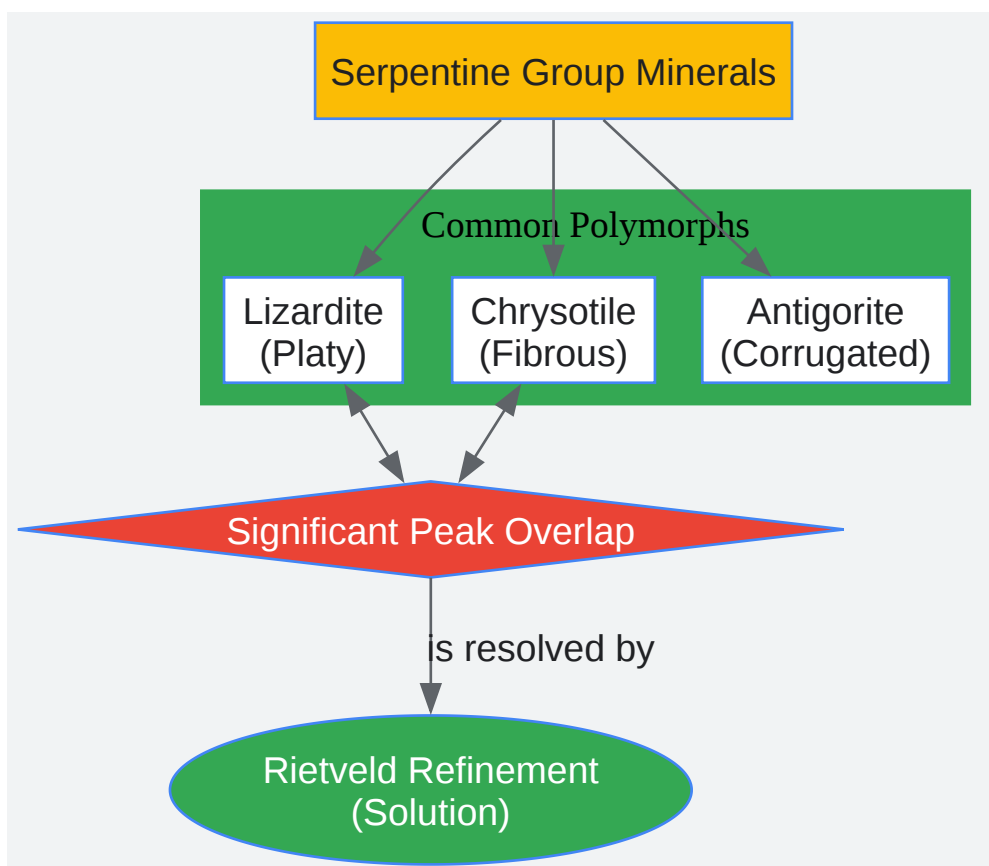 Serpentine Group Minerals
Common Polymorphs
Lizardite
(Platy)
Chrysotile
(Fibrous)
Antigorite
(Corrugated)
Significant Peak Overlap
is resolved by
Rietveld Refinement
(Solution)